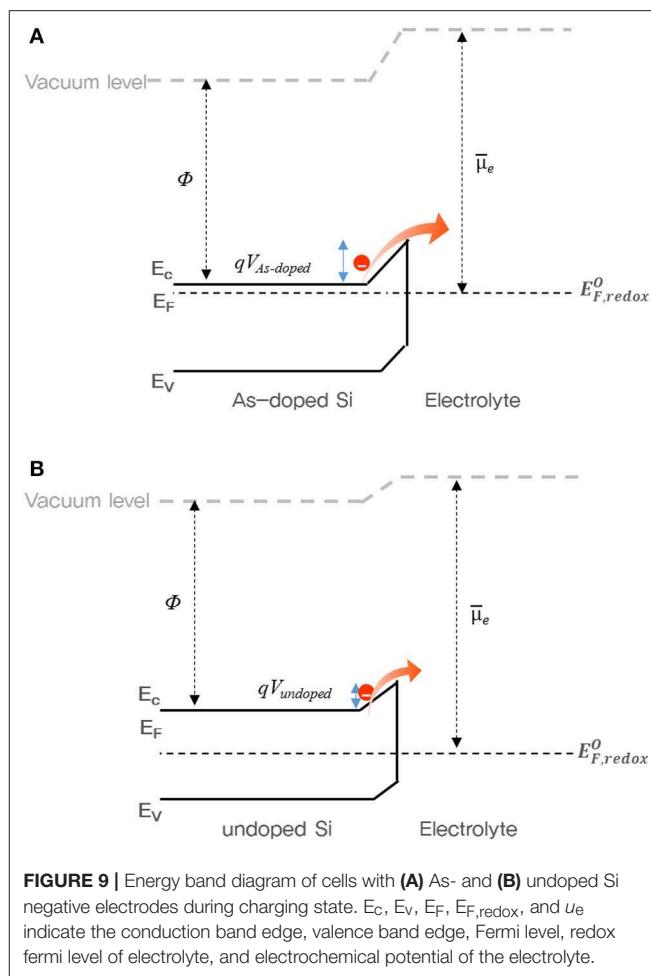 A
Vacuum level
Φ
μ̅e
Ec
qVAs-doped
−
EF
E^O_F,redox
EV
As-doped Si Electrolyte
B
Vacuum level
Φ
μ̅e
Ec
qVundoped
−
EF
E^O_F,redox
EV
undoped Si Electrolyte
FIGURE 9 | Energy band diagram of cells with (A) As- and (B) undoped Si
negative electrodes during charging state. EC, EV, EF, EF,redox, and ue
indicate the conduction band edge, valence band edge, Fermi level, redox
fermi level of electrolyte, and electrochemical potential of the electrolyte.